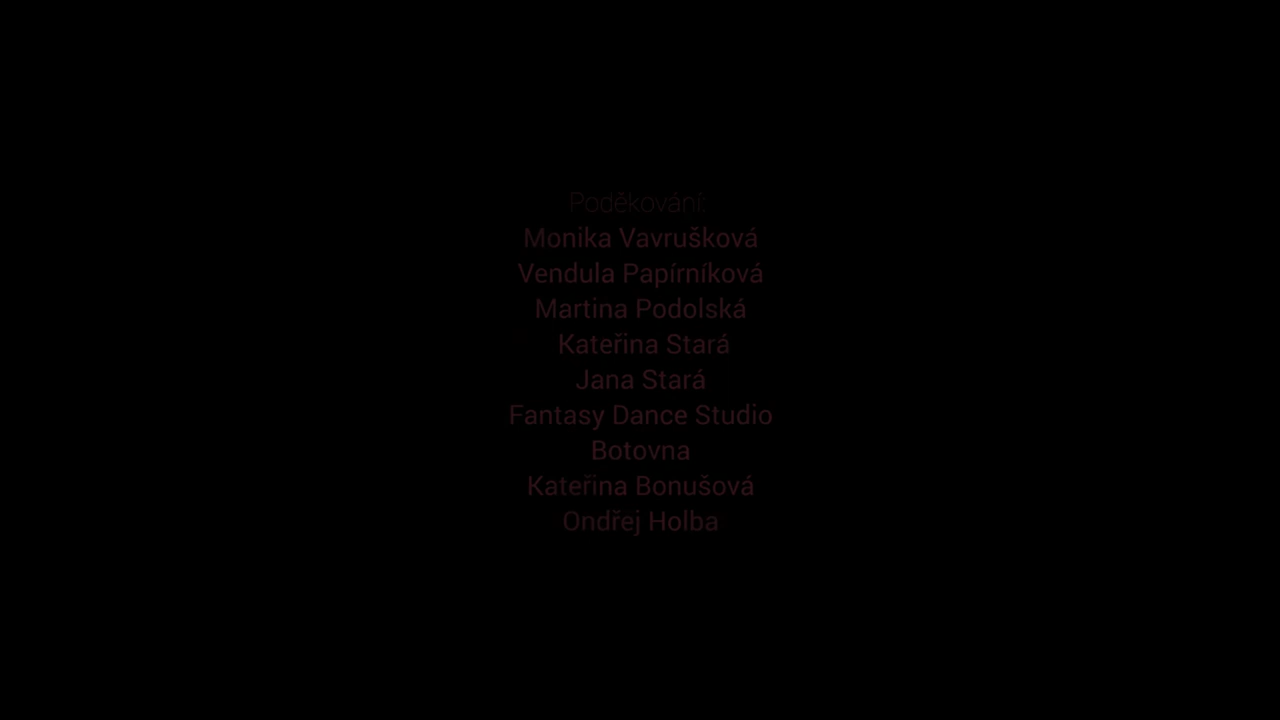 Poděkování:
Monika Vavrušková
Vendula Papírníková
Martina Podolská
Kateřina Stará
Jana Stará
Fantasy Dance Studio
Botovna
Kateřina Bonušová
Ondřej Holba